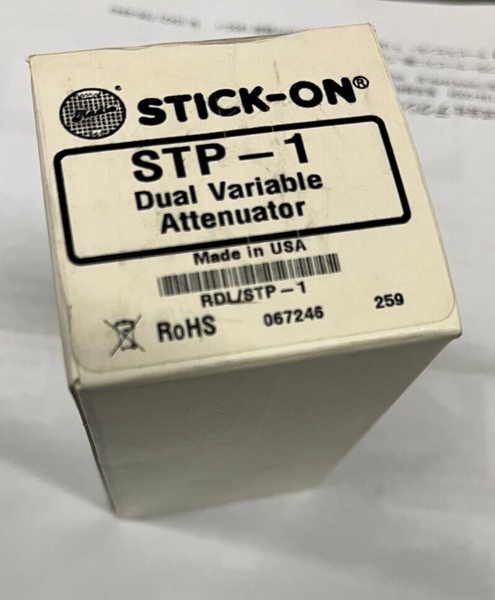 STICK-ON®
STP-1
Dual Variable
Attenuator
Made in USA
RDL/STP-1
RoHS 067246 259